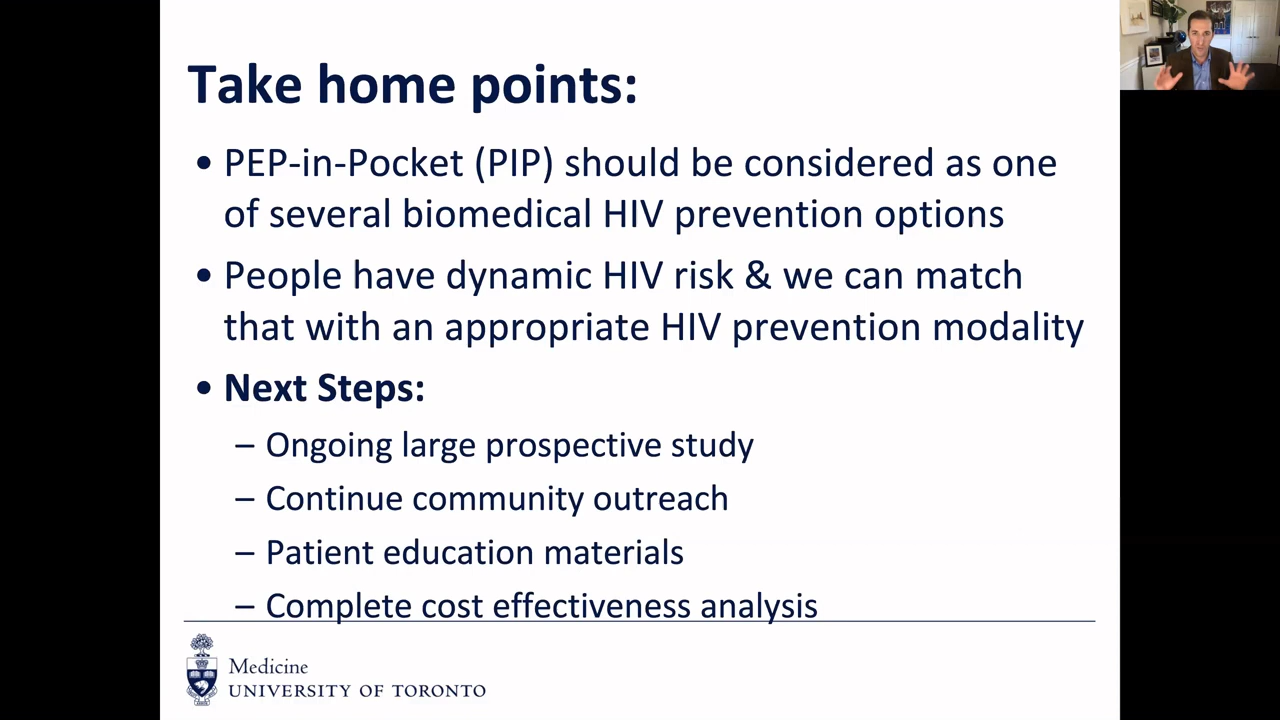 Take home points:
• PEP-in-Pocket (PIP) should be considered as one
of several biomedical HIV prevention options
• People have dynamic HIV risk & we can match
that with an appropriate HIV prevention modality
• Next Steps:
– Ongoing large prospective study
– Continue community outreach
– Patient education materials
– Complete cost effectiveness analysis
Medicine
UNIVERSITY OF TORONTO